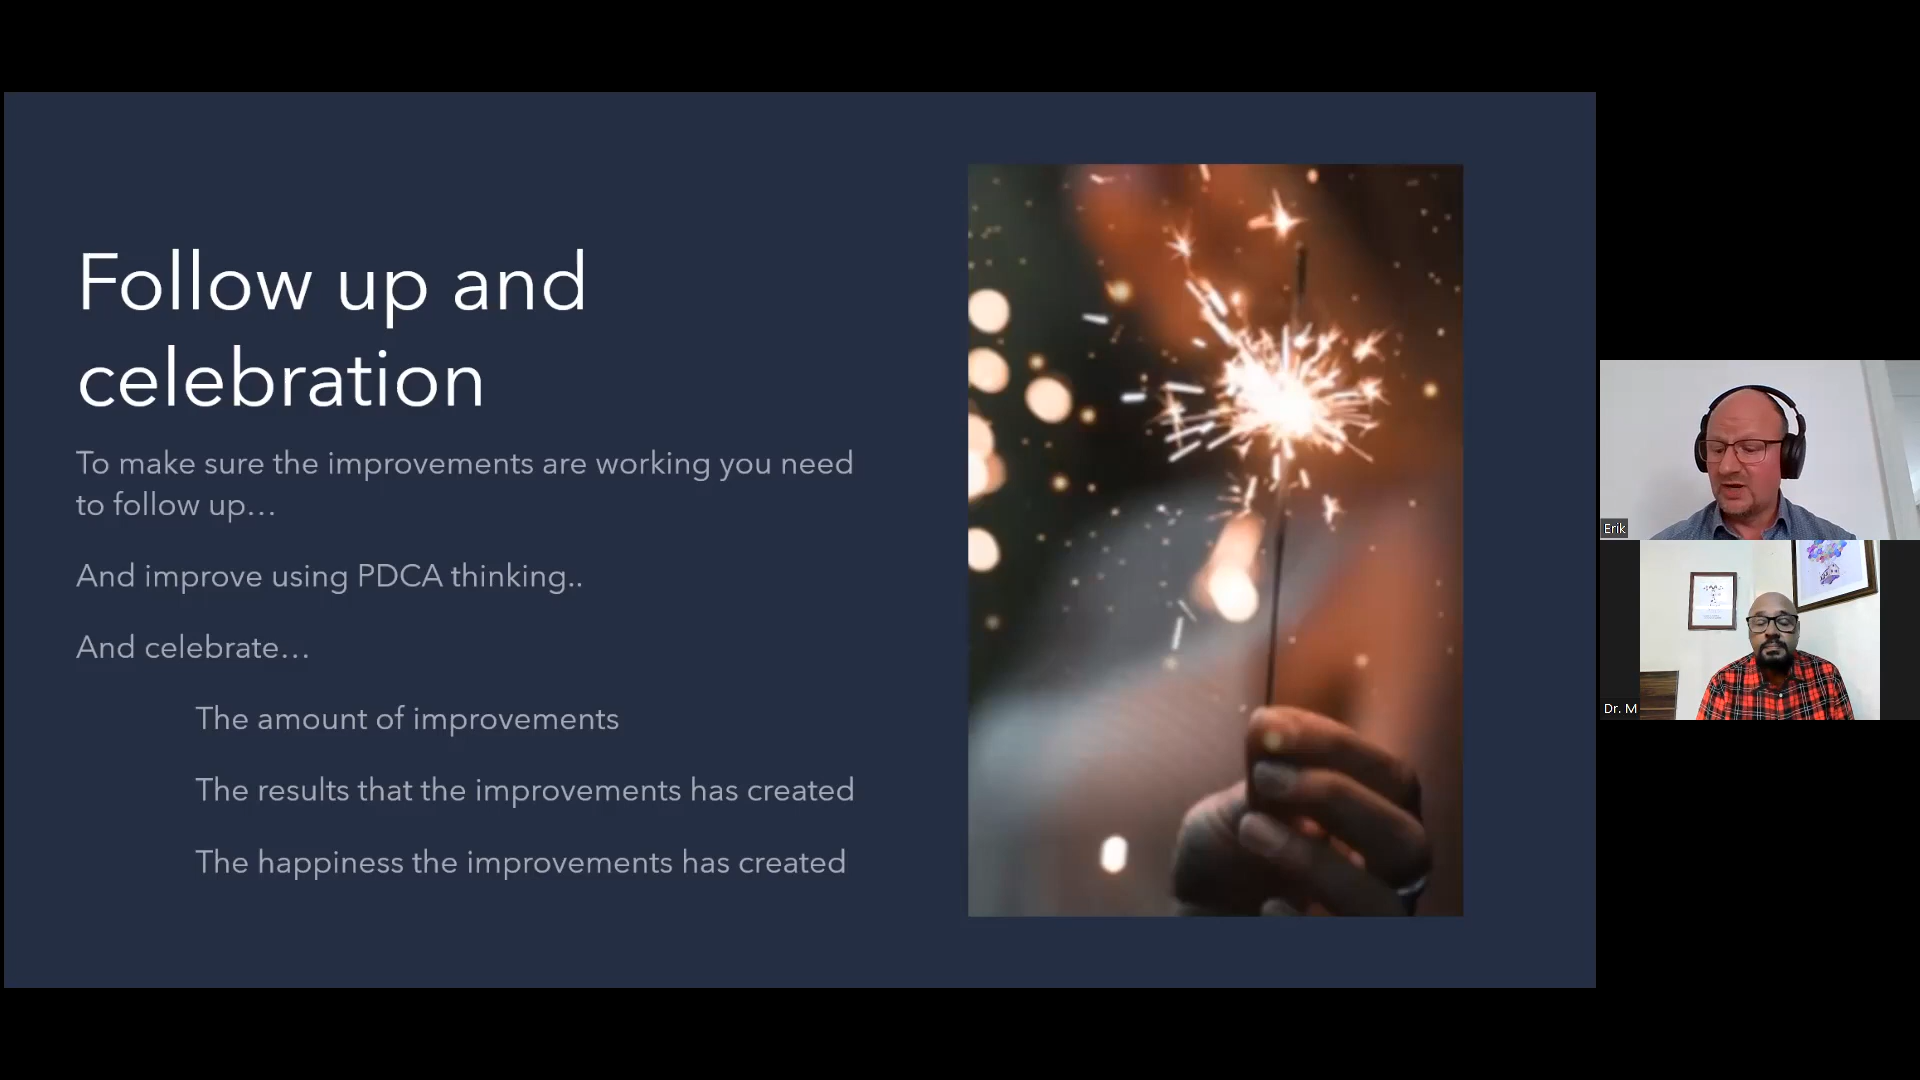 Follow up and
celebration
To make sure the improvements are working you need
to follow up…
And improve using PDCA thinking..
And celebrate…
The amount of improvements
The results that the improvements has created
The happiness the improvements has created
Erik
Dr. M